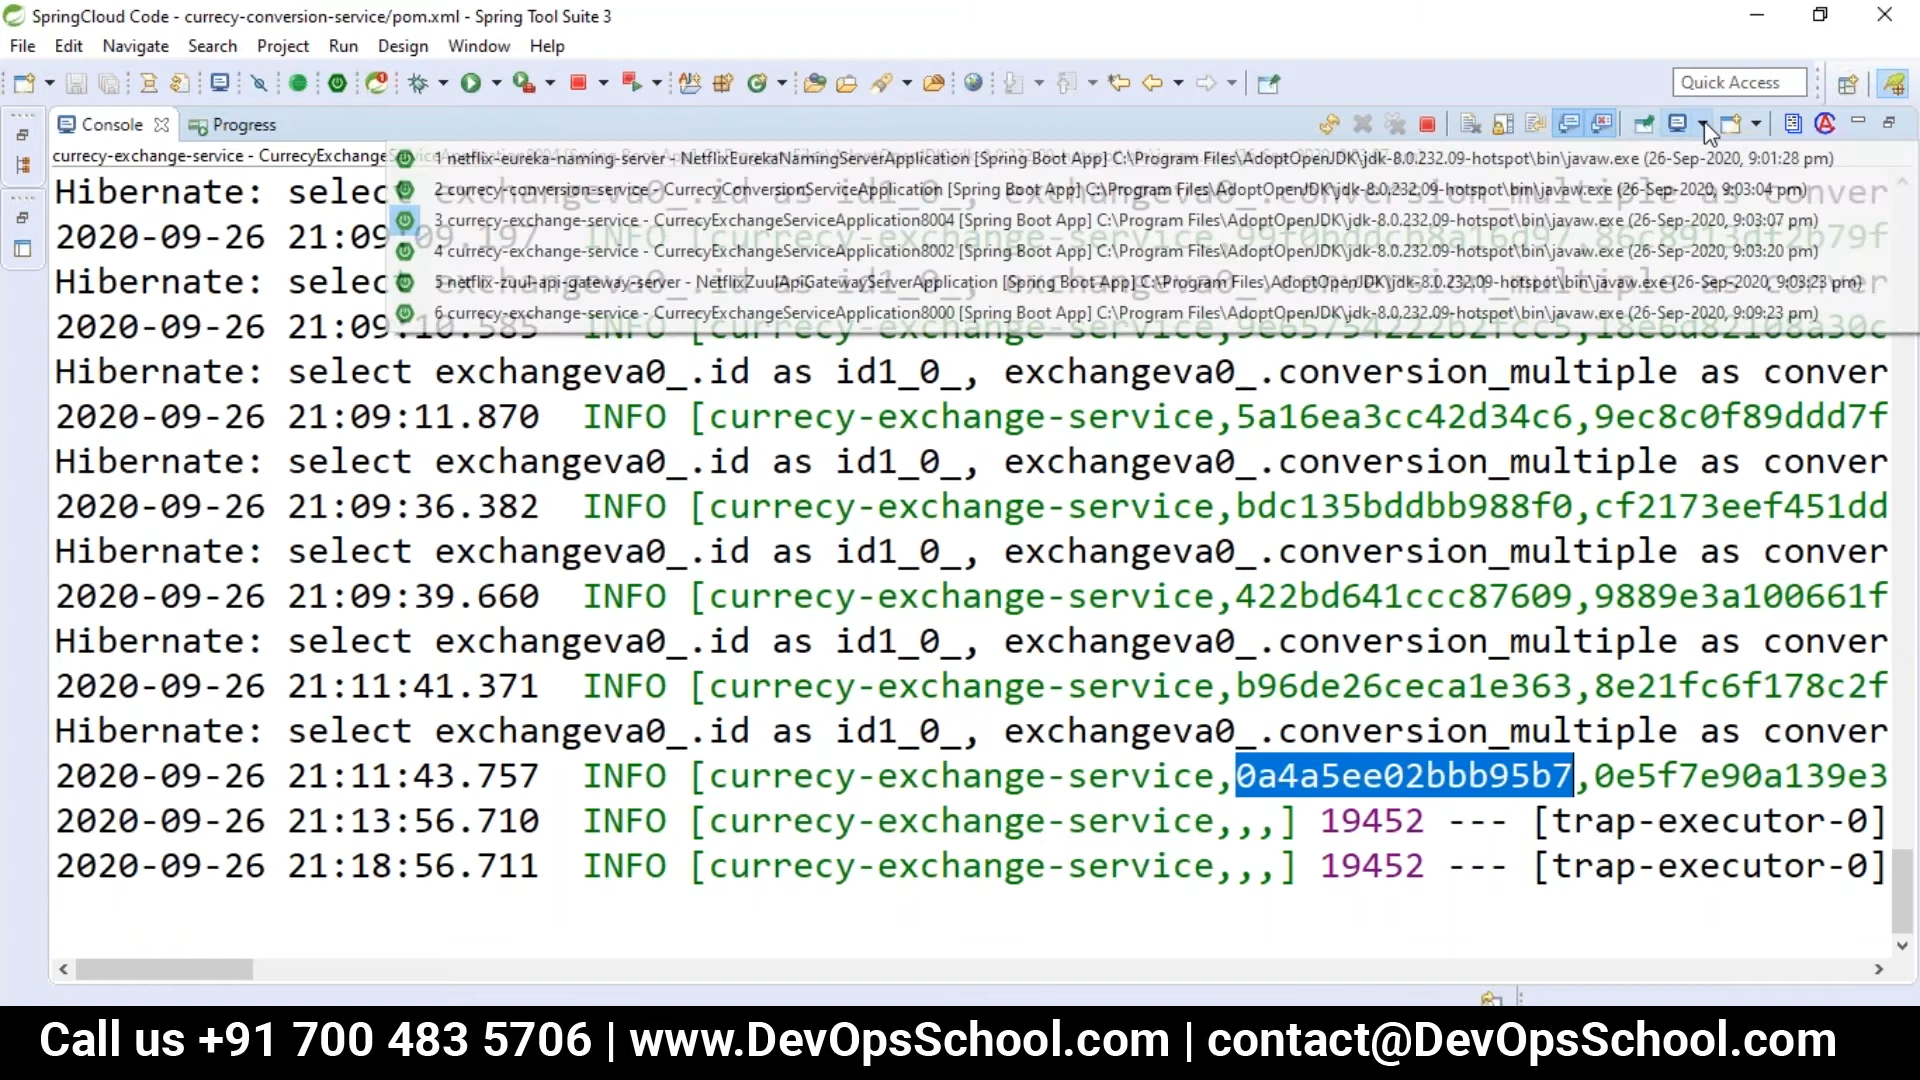 SpringCloud Code - currecy-conversion-service/pom.xml - Spring Tool Suite 3
File Edit Navigate Search Project Run Design Window Help
Quick Access
Console Progress
currecy-exchange-service - CurrecyExchange
1 netflix-eureka-naming-server - NetflixEurekaNamingServerApplication [Spring Boot App] C:\Program Files\AdoptOpenJDK\jdk-8.0.232.09-hotspot\bin\javaw.exe (26-Sep-2020, 9:01:28 pm)
2 currecy-conversion-service - CurrecyConversionServiceApplication [Spring Boot App] C:\Program Files\AdoptOpenJDK\jdk-8.0.232.09-hotspot\bin\javaw.exe (26-Sep-2020, 9:03:04 pm)
Hibernate: selec
3 currecy-exchange-service - CurrecyExchangeServiceApplication8004 [Spring Boot App] C:\Program Files\AdoptOpenJDK\jdk-8.0.232.09-hotspot\bin\javaw.exe (26-Sep-2020, 9:03:07 pm)
2020-09-26 21:09:09.197 INFO
4 currecy-exchange-service - CurrecyExchangeServiceApplication8002 [Spring Boot App] C:\Program Files\AdoptOpenJDK\jdk-8.0.232.09-hotspot\bin\javaw.exe (26-Sep-2020, 9:03:20 pm)
Hibernate: selec
5 netflix-zuul-api-gateway-server - NetflixZuulApiGatewayServerApplication [Spring Boot App] C:\Program Files\AdoptOpenJDK\jdk-8.0.232.09-hotspot\bin\javaw.exe (26-Sep-2020, 9:03:23 pm)
6 currecy-exchange-service - CurrecyExchangeServiceApplication8000 [Spring Boot App] C:\Program Files\AdoptOpenJDK\jdk-8.0.232.09-hotspot\bin\javaw.exe (26-Sep-2020, 9:09:23 pm)
2020-09-26 21:09:10.585 INFO [currecy-exchange-service,9e65754222b2fcc5,18e6d82108a30c
Hibernate: select exchangeva0_.id as id1_0_, exchangeva0_.conversion_multiple as conver
2020-09-26 21:09:11.870 INFO [currecy-exchange-service,5a16ea3cc42d34c6,9ec8c0f89ddd7f
Hibernate: select exchangeva0_.id as id1_0_, exchangeva0_.conversion_multiple as conver
2020-09-26 21:09:36.382 INFO [currecy-exchange-service,bdc135bddbb988f0,cf2173eef451dd
Hibernate: select exchangeva0_.id as id1_0_, exchangeva0_.conversion_multiple as conver
2020-09-26 21:09:39.660 INFO [currecy-exchange-service,422bd641ccc87609,9889e3a100661f
Hibernate: select exchangeva0_.id as id1_0_, exchangeva0_.conversion_multiple as conver
2020-09-26 21:11:41.371 INFO [currecy-exchange-service,b96de26ceca1e363,8e21fc6f178c2f
Hibernate: select exchangeva0_.id as id1_0_, exchangeva0_.conversion_multiple as conver
2020-09-26 21:11:43.757 INFO [currecy-exchange-service,0a4a5ee02bbb95b7,0e5f7e90a139e3
2020-09-26 21:13:56.710 INFO [currecy-exchange-service,,,] 19452 --- [trap-executor-0]
2020-09-26 21:18:56.711 INFO [currecy-exchange-service,,,] 19452 --- [trap-executor-0]
Call us +91 700 483 5706 | www.DevOpsSchool.com | contact@DevOpsSchool.com